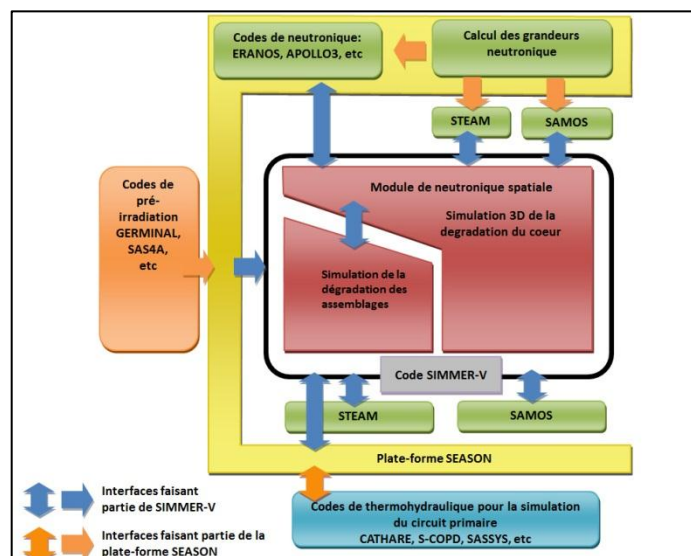 Codes de neutronique:
ERANOS, APOLLO3, etc
Calcul des grandeurs
neutronique
STEAM
SAMOS
Codes de
pré-
irradiation
GERMINAL,
SAS4A,
etc
Module de neutronique spatiale
Simulation 3D de la
degradation du coeur
Simulation de la
dégradation des
assemblages
Code SIMMER-V
STEAM
SAMOS
Plate-forme SEASON
Interfaces faisant
partie de SIMMER-V
Interfaces faisant partie de la
plate-forme SEASON
Codes de thermohydraulique pour la simulation
du circuit primaire
CATHARE, S-COPD, SASSYS, etc